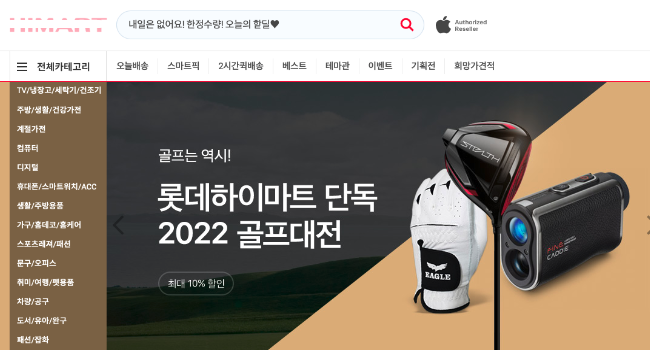 HIMART
내일은 없어요! 한정수량! 오늘의 핟딜♥
Authorized
Reseller
전체카테고리
오늘배송
스마트픽
2시간퀵배송
베스트
테마관
이벤트
기획전
희망가견적
TV/냉장고/세탁기/건조기
주방/생활/건강가전
계절가전
컴퓨터
디지털
휴대폰/스마트워치/ACC
생활/주방용품
가구/홈데코/홈케어
스포츠레져/패션
문구/오피스
취미/여행/펫용품
차량/공구
도서/유아/완구
패션/잡화
골프는 역시!
롯데하이마트 단독
2022 골프대전
최대 10% 할인
STEALTH
EAGLE
CADDIE